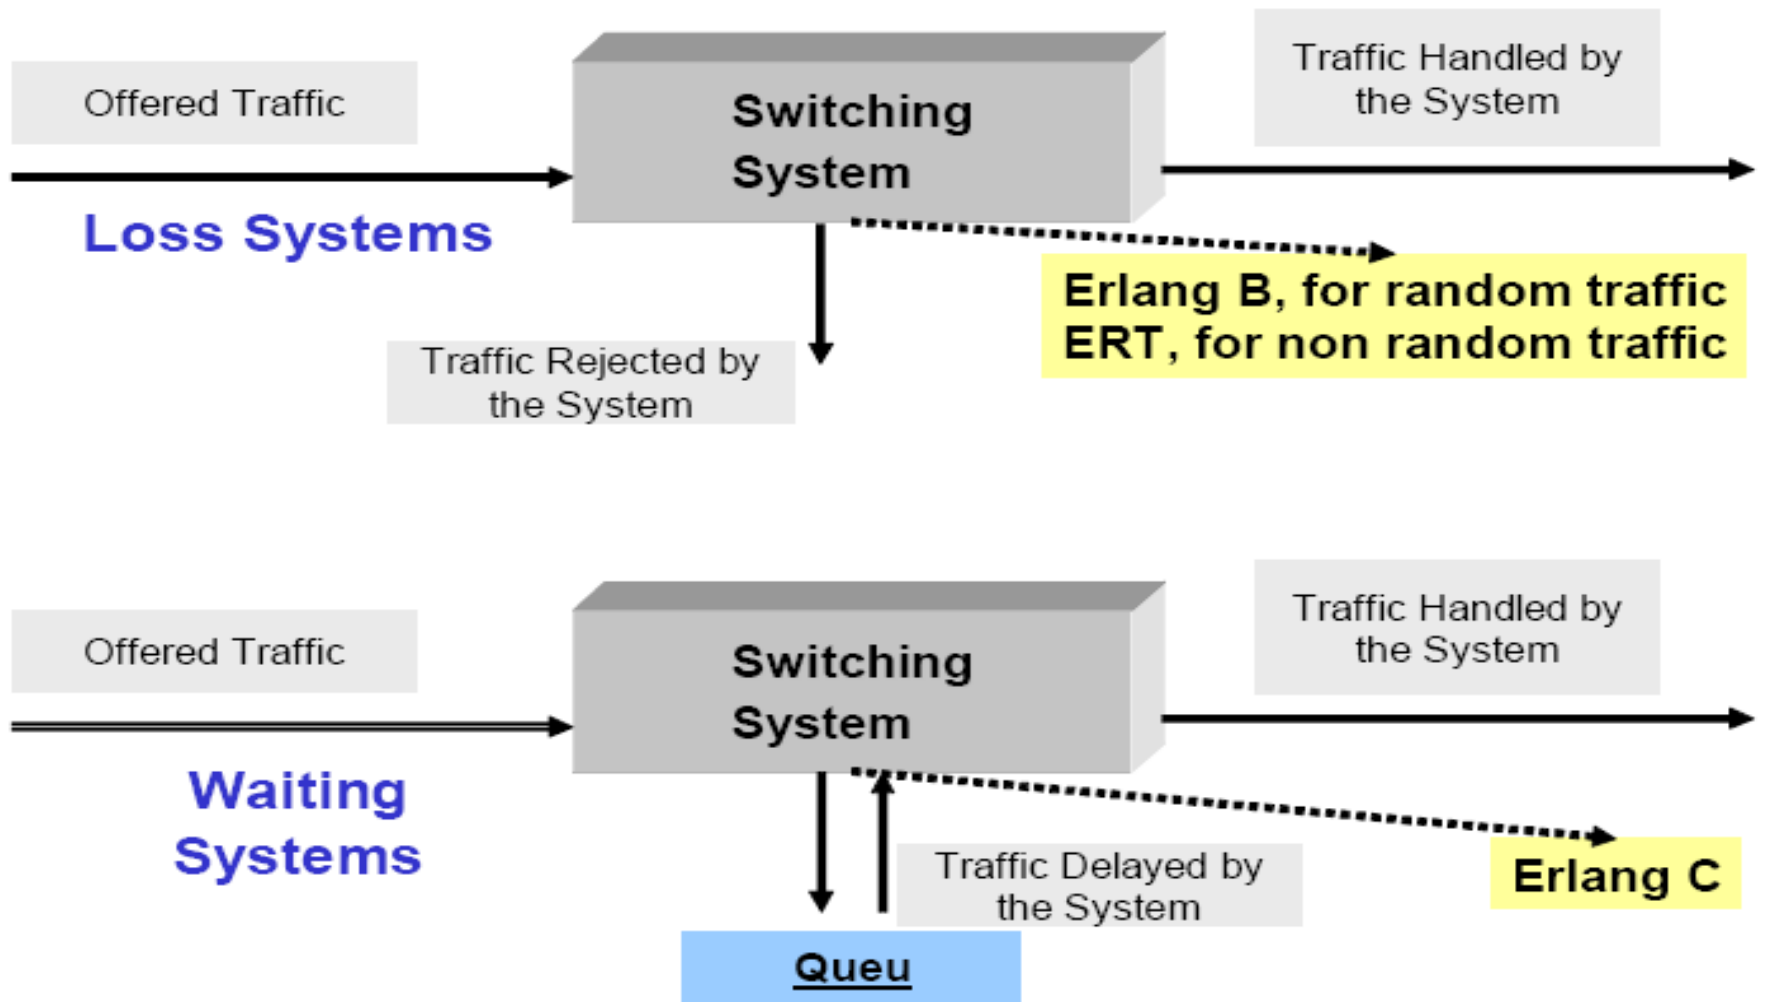 Offered Traffic
Switching
System
Traffic Handled by
the System
Loss Systems
Erlang B, for random traffic
ERT, for non random traffic
Traffic Rejected by
the System
Offered Traffic
Switching
System
Traffic Handled by
the System
Waiting
Systems
Traffic Delayed by
the System
Erlang C
Queu